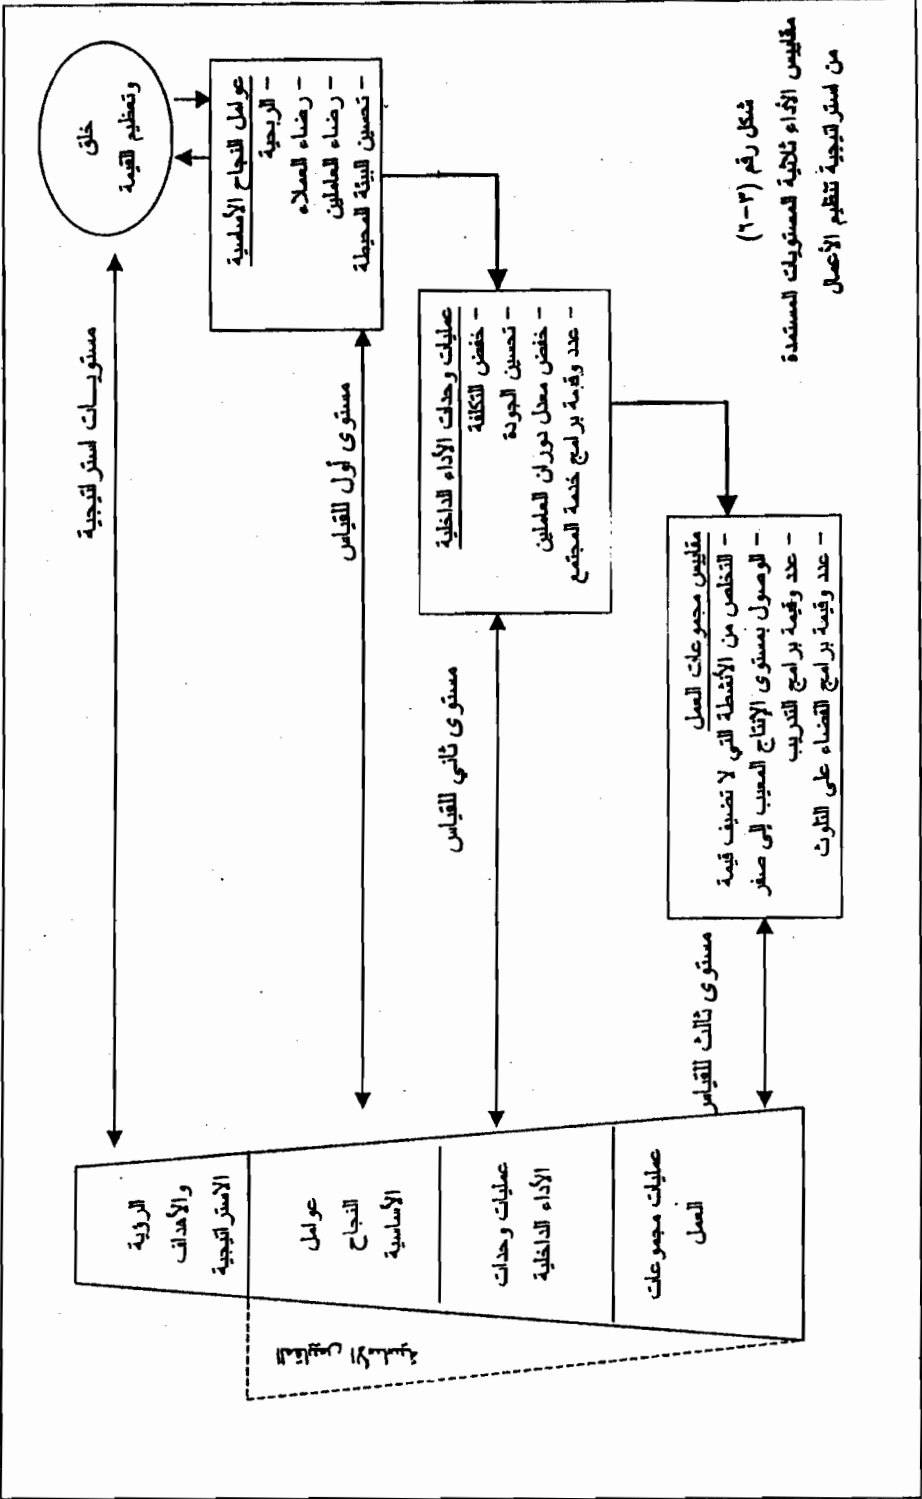 خلق
وتعظيم القيمة
مستويات استراتيجية
الرؤية
والأهداف
الاستراتيجية
عوامل النجاح الأساسية
- الربحية
- رضاء العملاء
- رضاء العاملين
- تحسين البيئة المحيطة
مستوى أول للقياس
عوامل
النجاح
الأساسية
عمليات وحدات الأداء الداخلية
- خفض التكلفة
- تحسين الجودة
- خفض معدل دوران العاملين
- عدد وقيمة برامج خدمة المجتمع
مستوى ثاني للقياس
عمليات وحدات
الأداء الداخلية
مقاييس مجموعات العمل
- التخلص من الأنشطة التي لا تضيف قيمة
- الوصول بمستوى الإنتاج المعيب إلى صفر
- عدد وقيمة برامج التدريب
- عدد وقيمة برامج القضاء على التلوث
مستوى ثالث للقياس
عمليات مجموعات
العمل
المقاييس الأساسية
شكل رقم (٣-٦)
مقاييس الأداء ثلاثية المستويات المستمدة
من استراتيجية تنظيم الأعمال